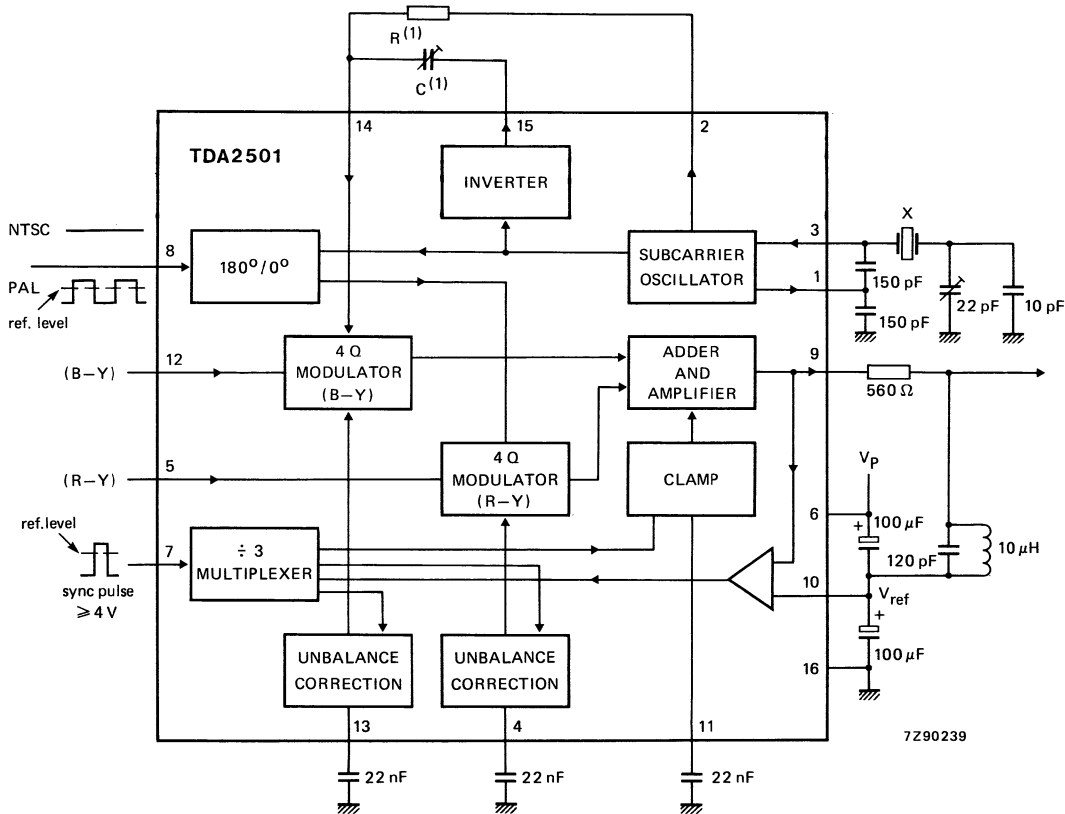 R(1)
C(1)
14
15
2
TDA2501
INVERTER
NTSC
8
180°/0°
SUBCARRIER
OSCILLATOR
3
X
1
150 pF
22 pF
10 pF
150 pF
PAL
ref. level
12
(B–Y)
4 Q
MODULATOR
(B–Y)
ADDER
AND
AMPLIFIER
9
560 Ω
5
(R–Y)
4 Q
MODULATOR
(R–Y)
CLAMP
VP
6
+
100 μF
ref.level
7
sync pulse
⩾ 4 V
÷ 3
MULTIPLEXER
120 pF
10 μH
10
Vref
+
100 μF
16
UNBALANCE
CORRECTION
UNBALANCE
CORRECTION
13
4
11
7Z90239
22 nF
22 nF
22 nF